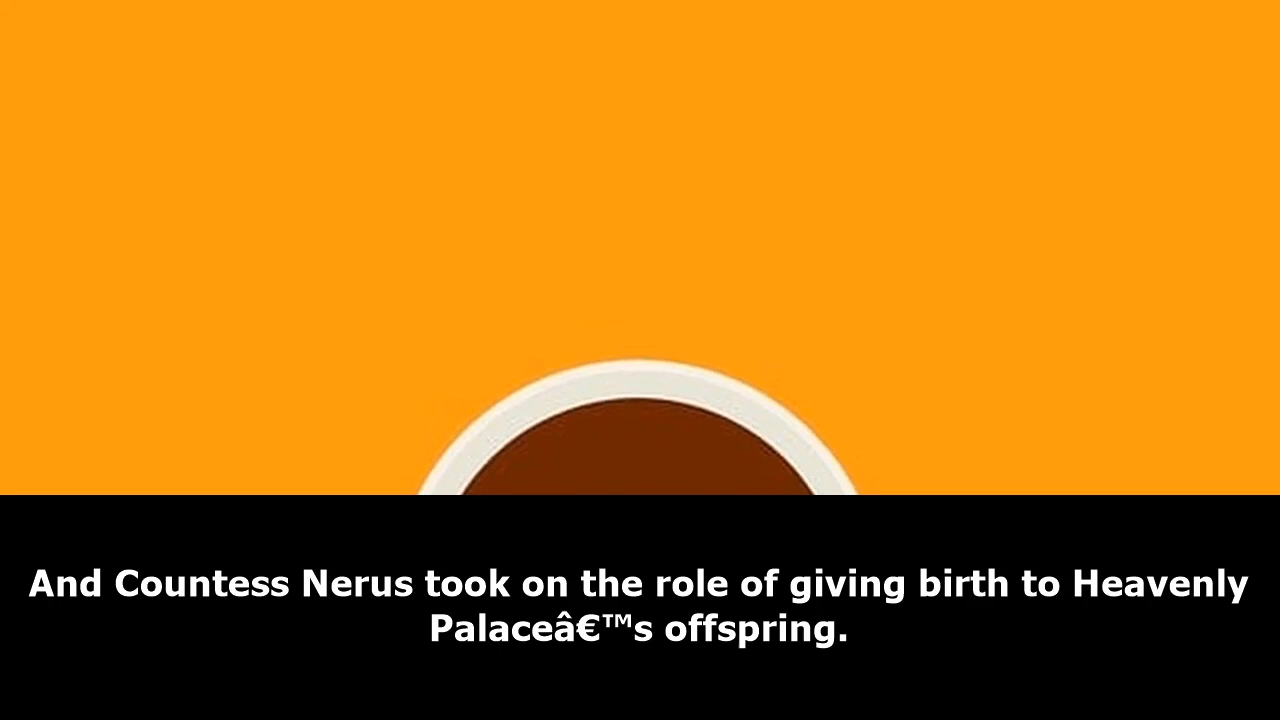 And Countess Nerus took on the role of giving birth to Heavenly
Palaceâ€™s offspring.